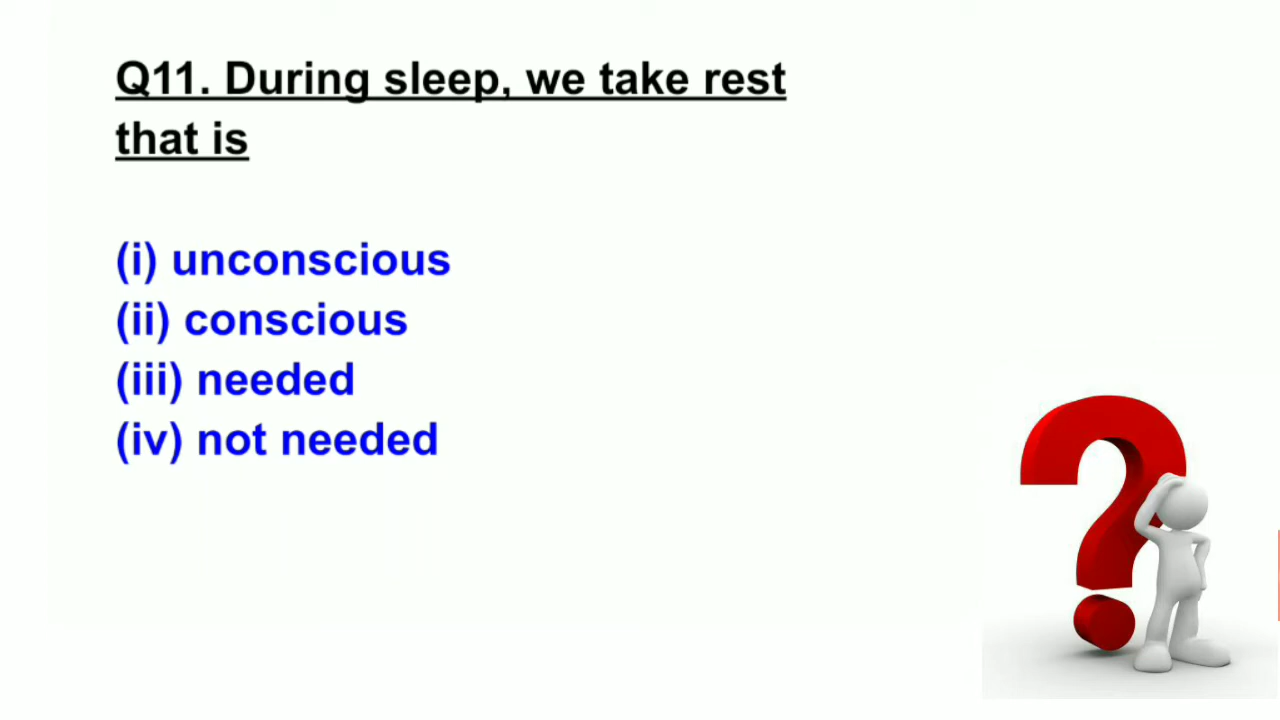 Q11. During sleep, we take rest
that is
(i) unconscious
(ii) conscious
(iii) needed
(iv) not needed